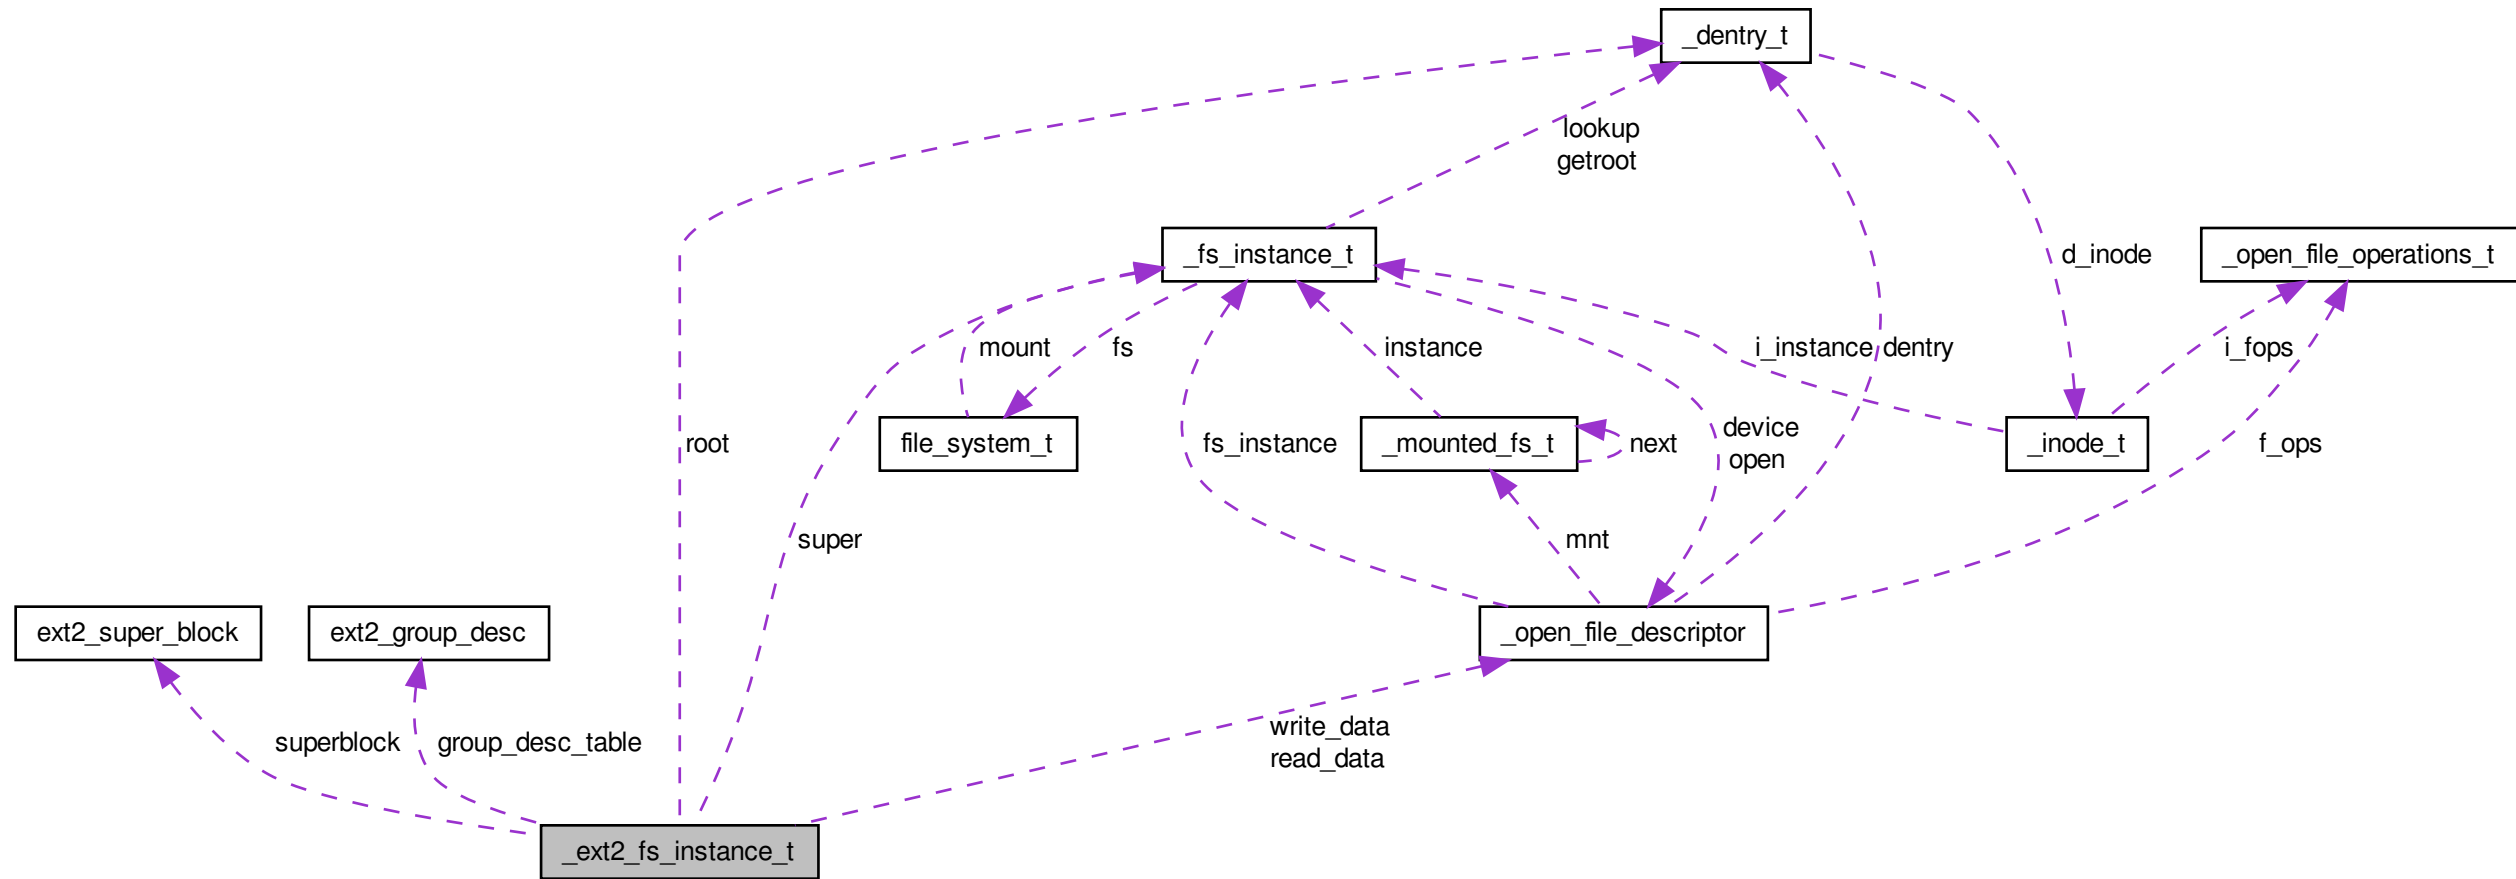 _dentry_t
lookup
getroot
_fs_instance_t
d_inode
_open_file_operations_t
mount
fs
instance
i_instance
dentry
i_fops
root
file_system_t
fs_instance
_mounted_fs_t
next
device
open
_inode_t
f_ops
super
mnt
ext2_super_block
ext2_group_desc
_open_file_descriptor
superblock
group_desc_table
write_data
read_data
_ext2_fs_instance_t